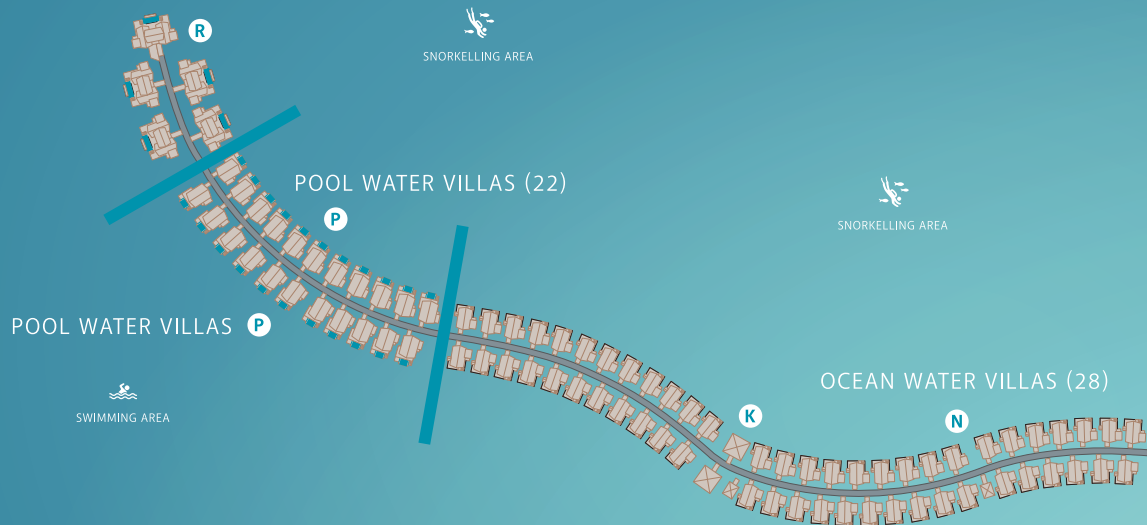 R
SNORKELLING AREA
POOL WATER VILLAS (22)
P
SNORKELLING AREA
POOL WATER VILLAS P
OCEAN WATER VILLAS (28)
SWIMMING AREA
K
N